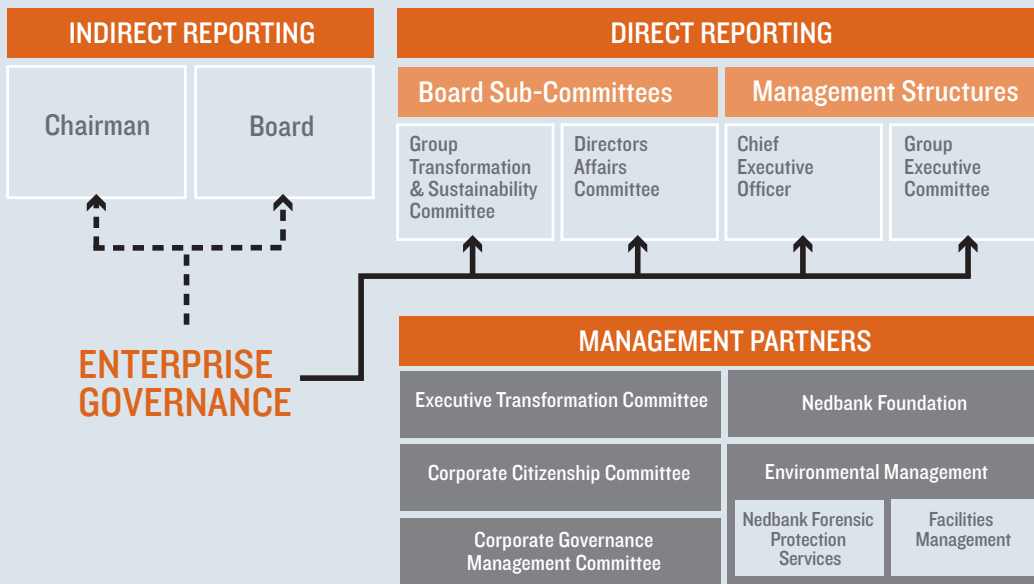 INDIRECT REPORTING
Chairman
Board
DIRECT REPORTING
Board Sub-Committees
Management Structures
Group
Transformation
& Sustainability
Committee
Directors
Affairs
Committee
Chief
Executive
Officer
Group
Executive
Committee
ENTERPRISE
GOVERNANCE
MANAGEMENT PARTNERS
Executive Transformation Committee
Nedbank Foundation
Corporate Citizenship Committee
Environmental Management
Corporate Governance
Management Committee
Nedbank Forensic
Protection
Services
Facilities
Management